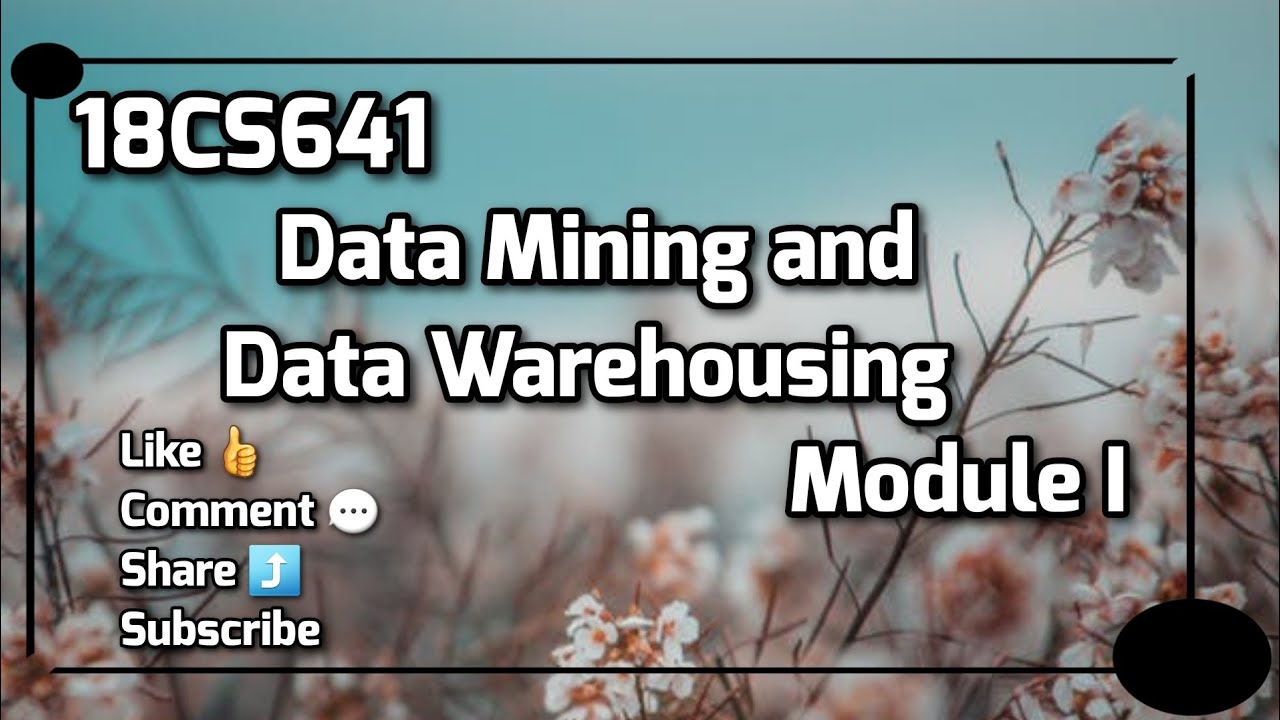 18CS641
Data Mining and
Data Warehousing
Module I
Like 👍
Comment 💬
Share ⤴️
Subscribe